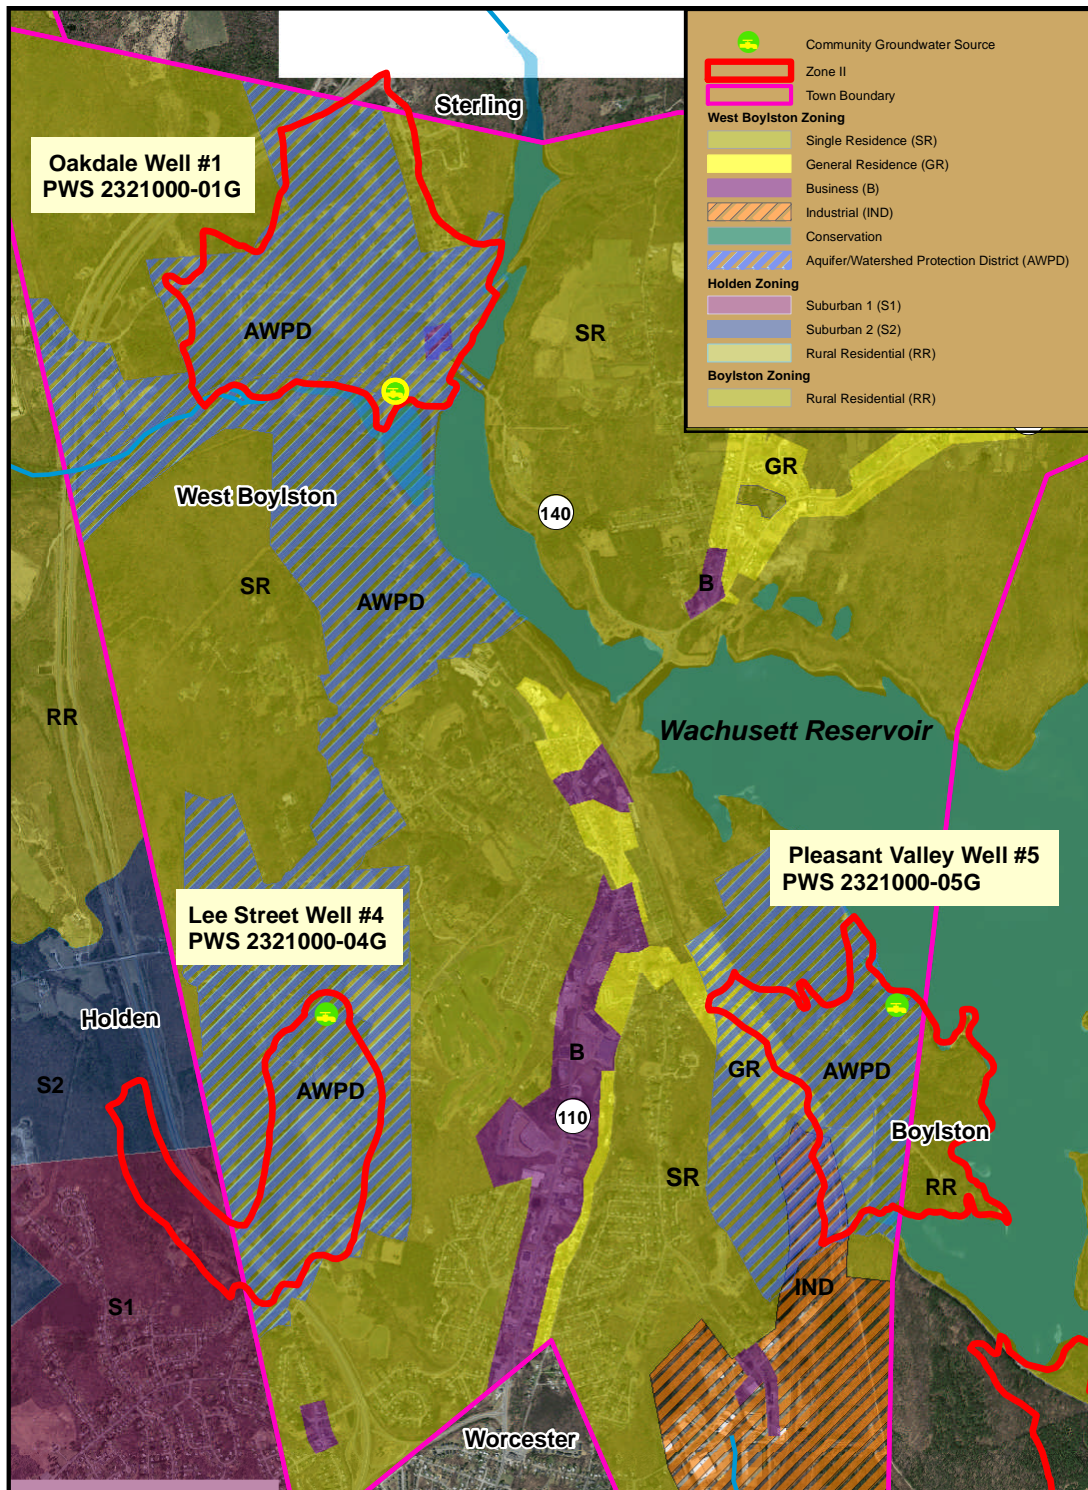 Sterling
Community Groundwater Source
Zone II
Town Boundary
West Boylston Zoning
Single Residence (SR)
General Residence (GR)
Business (B)
Industrial (IND)
Conservation
Aquifer/Watershed Protection District (AWPD)
Holden Zoning
Suburban 1 (S1)
Suburban 2 (S2)
Rural Residential (RR)
Boylston Zoning
Rural Residential (RR)
Oakdale Well #1
PWS 2321000-01G
AWPD
SR
GR
West Boylston
140
SR
AWPD
B
RR
Wachusett Reservoir
Pleasant Valley Well #5
PWS 2321000-05G
Lee Street Well #4
PWS 2321000-04G
Holden
B
S2
AWPD
GR
AWPD
110
Boylston
SR
RR
S1
IND
Worcester